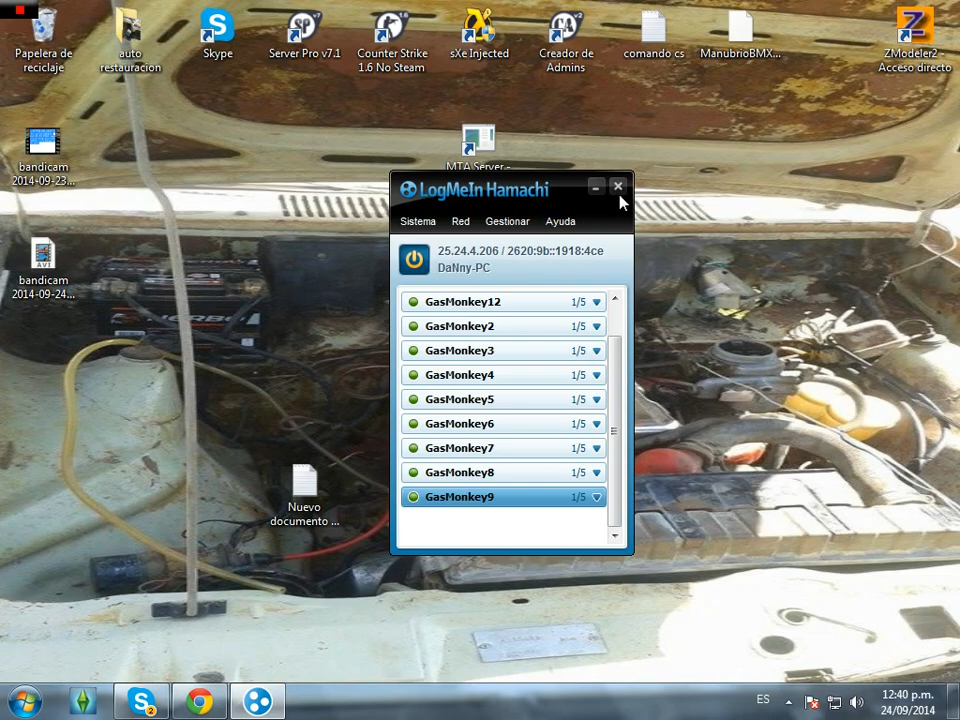 Papelera de
reciclaje
auto
restauracion
Skype
Server Pro v7.1
Counter Strike
1.6 No Steam
sXe Injected
Creador de
Admins
comando cs
ManubrioBMX...
ZModeler2 -
Acceso directo
bandicam
2014-09-23...
MTA Server -
AVI
bandicam
2014-09-24...
Nuevo
documento ...
LogMeIn Hamachi
Sistema Red Gestionar Ayuda
25.24.4.206 / 2620:9b::1918:4ce
DaNny-PC
GasMonkey12 1/5
GasMonkey2 1/5
GasMonkey3 1/5
GasMonkey4 1/5
GasMonkey5 1/5
GasMonkey6 1/5
GasMonkey7 1/5
GasMonkey8 1/5
GasMonkey9 1/5
2
ES
12:40 p.m.
24/09/2014